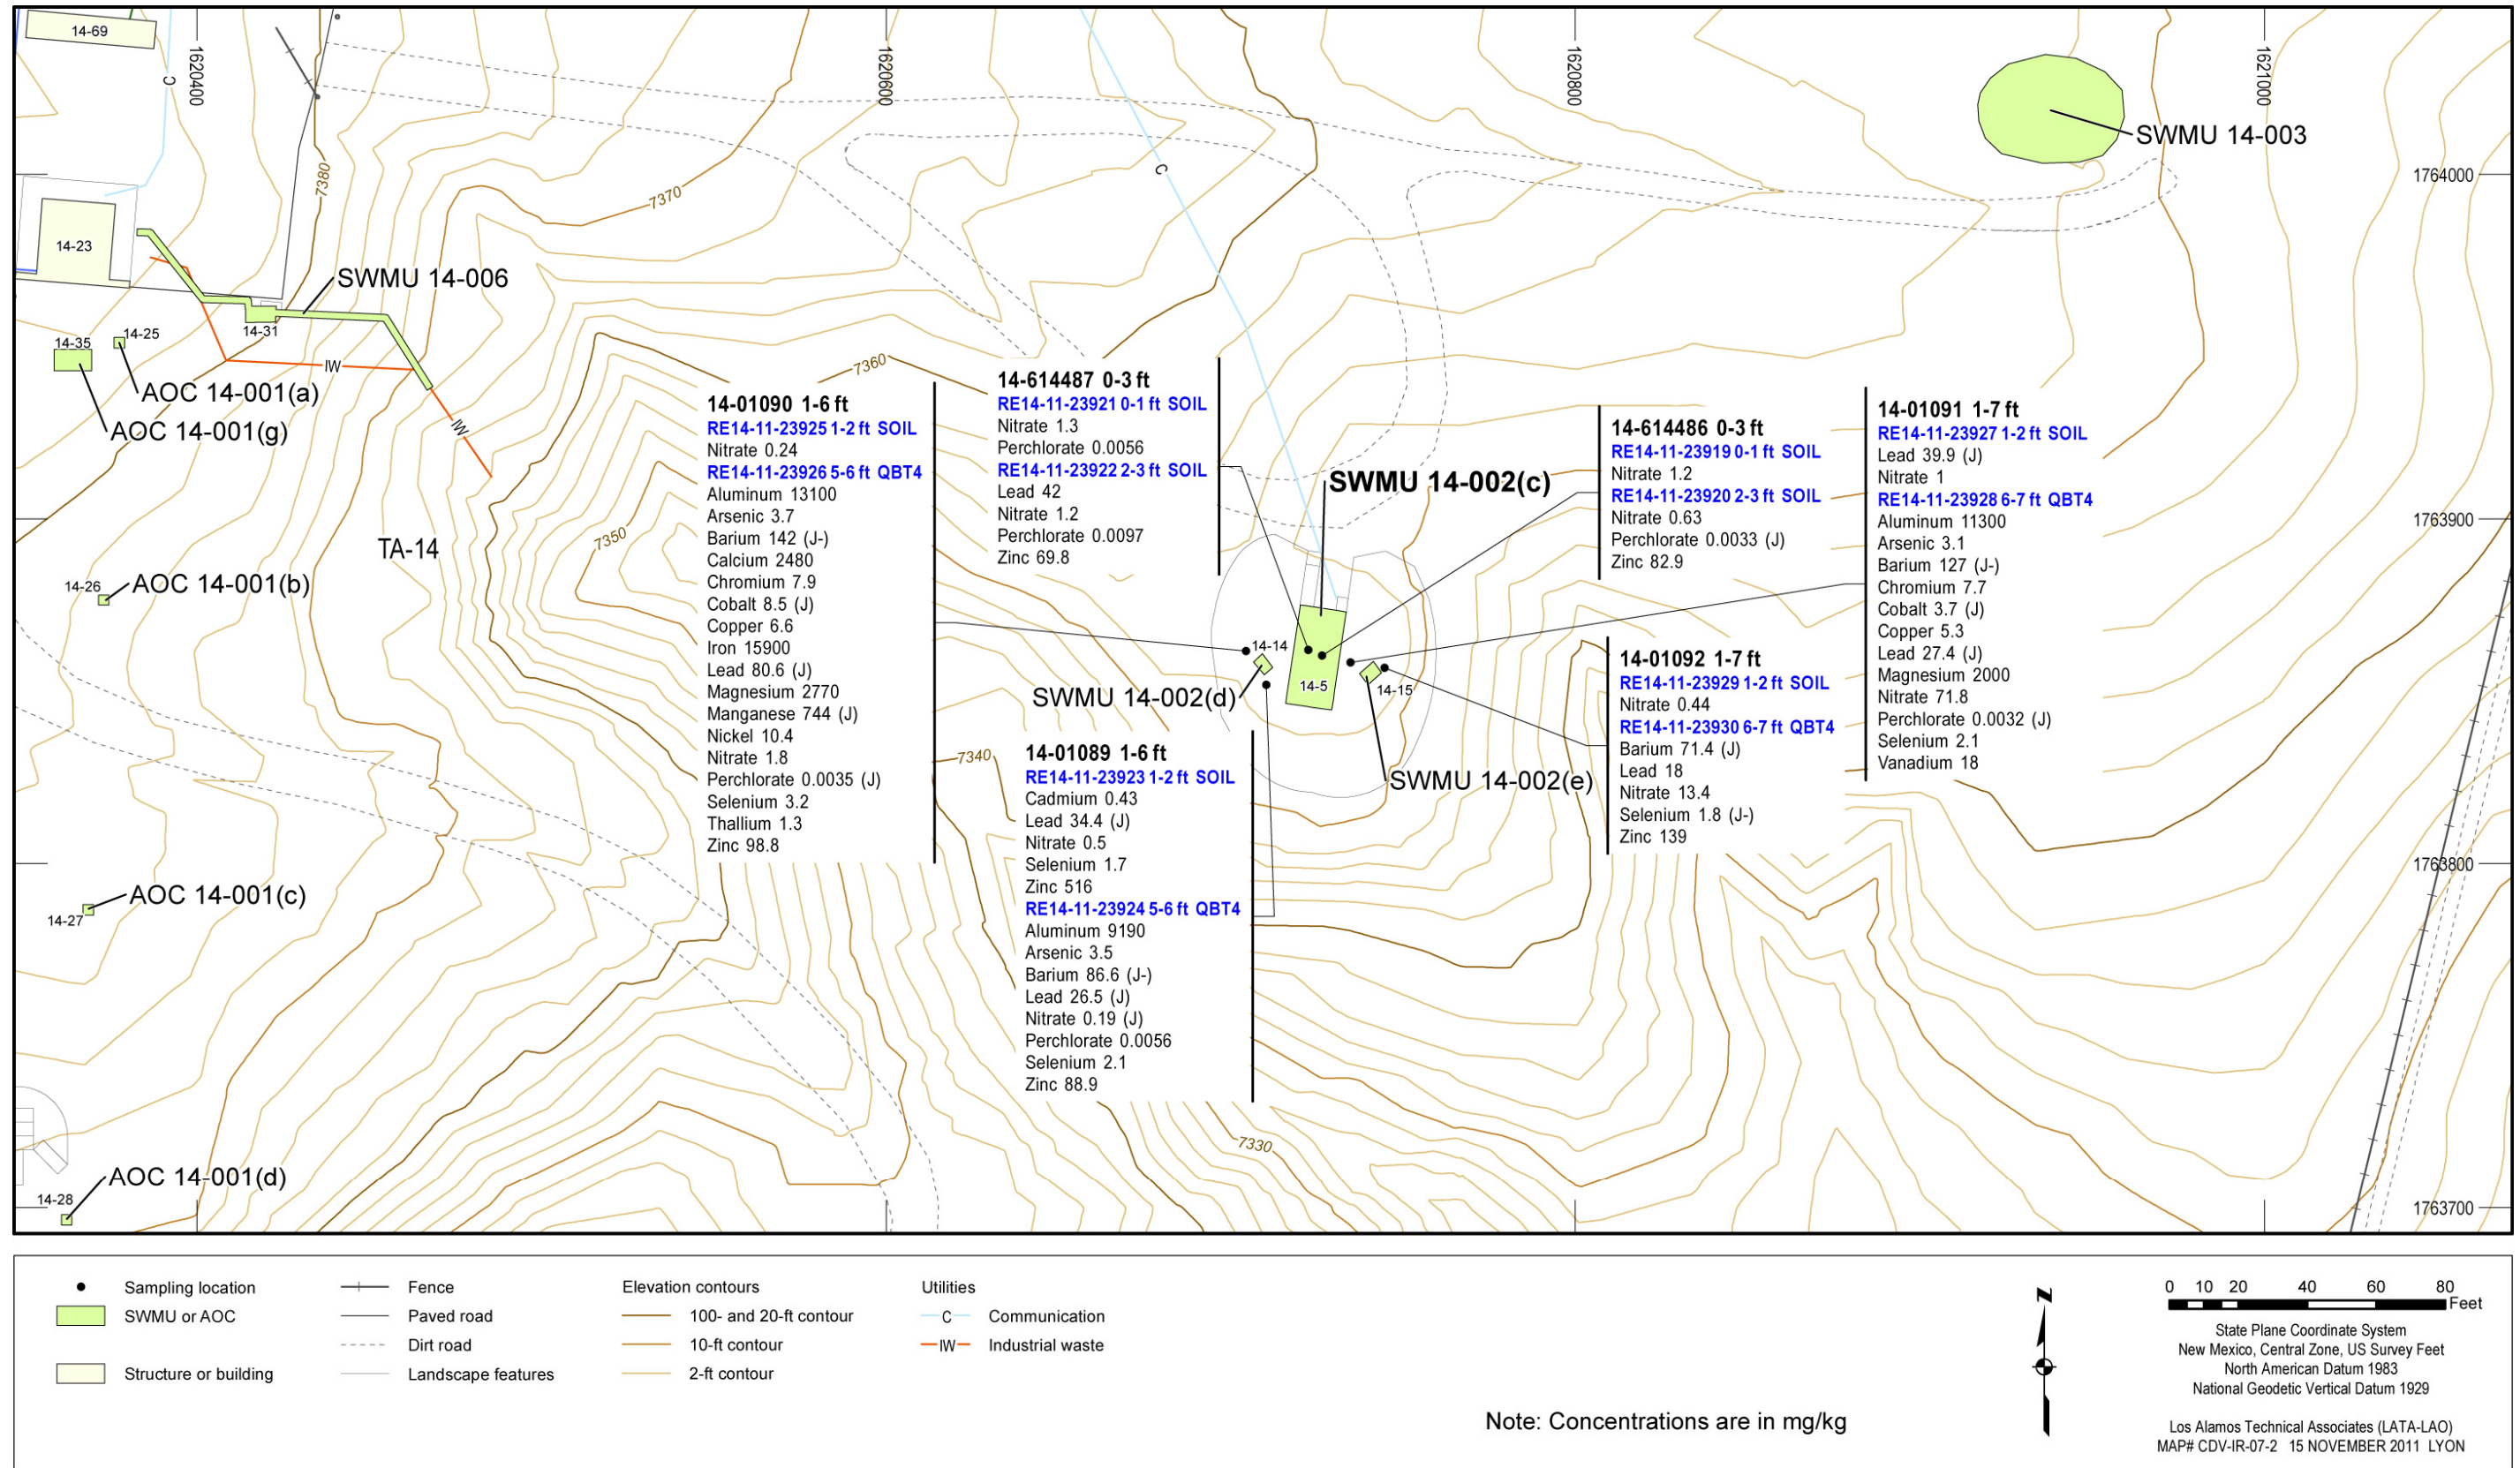 14-69
C
1620400
1620600
1620800
1621000
SWMU 14-003
C
7380
7370
1764000
14-23
SWMU 14-006
14-31
14-25
14-35
IW
AOC 14-001(a)
AOC 14-001(g)
IW
7360
7350
TA-14
14-01090 1-6 ft
RE14-11-23925 1-2 ft SOIL
Nitrate 0.24
RE14-11-23926 5-6 ft QBT4
Aluminum 13100
Arsenic 3.7
Barium 142 (J-)
Calcium 2480
Chromium 7.9
Cobalt 8.5 (J)
Copper 6.6
Iron 15900
Lead 80.6 (J)
Magnesium 2770
Manganese 744 (J)
Nickel 10.4
Nitrate 1.8
Perchlorate 0.0035 (J)
Selenium 3.2
Thallium 1.3
Zinc 98.8
14-614487 0-3 ft
RE14-11-23921 0-1 ft SOIL
Nitrate 1.3
Perchlorate 0.0056
RE14-11-23922 2-3 ft SOIL
Lead 42
Nitrate 1.2
Perchlorate 0.0097
Zinc 69.8
SWMU 14-002(c)
14-614486 0-3 ft
RE14-11-23919 0-1 ft SOIL
Nitrate 1.2
RE14-11-23920 2-3 ft SOIL
Nitrate 0.63
Perchlorate 0.0033 (J)
Zinc 82.9
14-01091 1-7 ft
RE14-11-23927 1-2 ft SOIL
Lead 39.9 (J)
Nitrate 1
RE14-11-23928 6-7 ft QBT4
Aluminum 11300
Arsenic 3.1
Barium 127 (J-)
Chromium 7.7
Cobalt 3.7 (J)
Copper 5.3
Lead 27.4 (J)
Magnesium 2000
Nitrate 71.8
Perchlorate 0.0032 (J)
Selenium 2.1
Vanadium 18
1763900
14-26
AOC 14-001(b)
14-14
SWMU 14-002(d)
14-5
14-15
SWMU 14-002(e)
14-01092 1-7 ft
RE14-11-23929 1-2 ft SOIL
Nitrate 0.44
RE14-11-23930 6-7 ft QBT4
Barium 71.4 (J)
Lead 18
Nitrate 13.4
Selenium 1.8 (J-)
Zinc 139
7340
14-01089 1-6 ft
RE14-11-23923 1-2 ft SOIL
Cadmium 0.43
Lead 34.4 (J)
Nitrate 0.5
Selenium 1.7
Zinc 516
RE14-11-23924 5-6 ft QBT4
Aluminum 9190
Arsenic 3.5
Barium 86.6 (J-)
Lead 26.5 (J)
Nitrate 0.19 (J)
Perchlorate 0.0056
Selenium 2.1
Zinc 88.9
1763800
AOC 14-001(c)
14-27
7330
AOC 14-001(d)
14-28
1763700
Sampling location
SWMU or AOC
Structure or building
Fence
Paved road
Dirt road
Landscape features
Elevation contours
100- and 20-ft contour
10-ft contour
2-ft contour
Utilities
C Communication
IW Industrial waste
Note: Concentrations are in mg/kg
N
0 10 20 40 60 80
Feet
State Plane Coordinate System
New Mexico, Central Zone, US Survey Feet
North American Datum 1983
National Geodetic Vertical Datum 1929
Los Alamos Technical Associates (LATA-LAO)
MAP# CDV-IR-07-2 15 NOVEMBER 2011 LYON